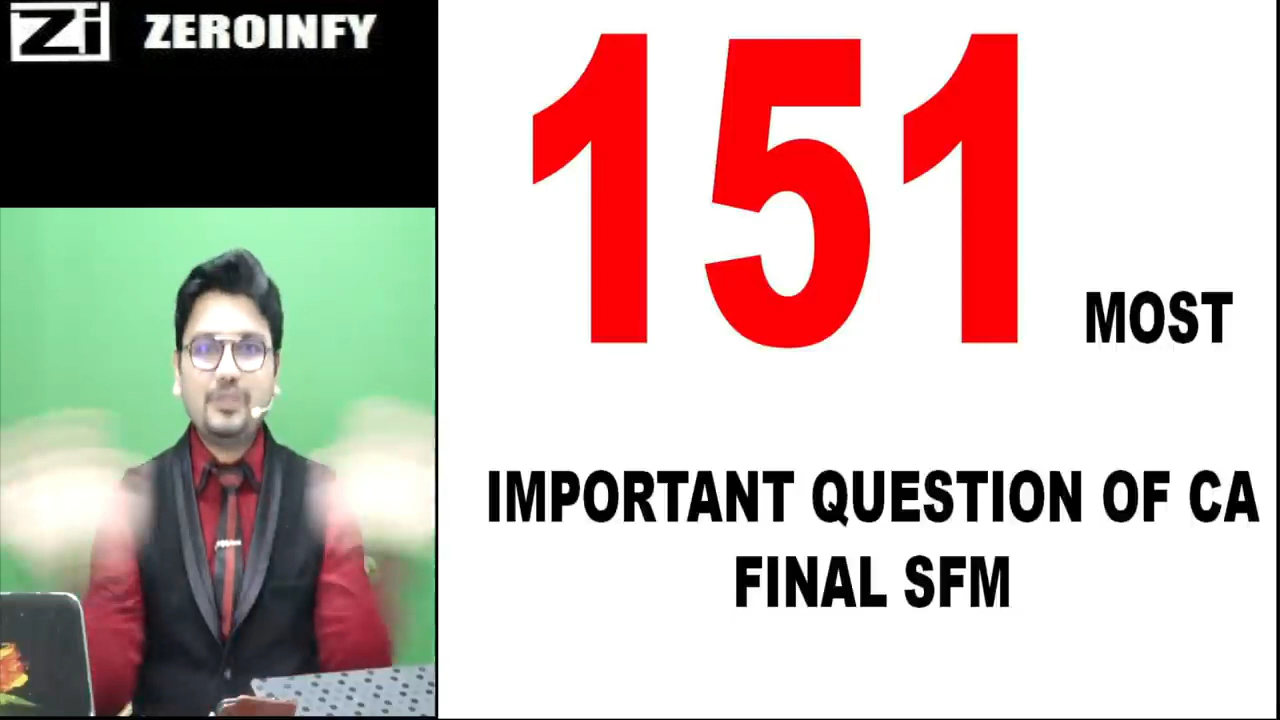 Zi ZEROINFY
151 MOST
IMPORTANT QUESTION OF CA
FINAL SFM